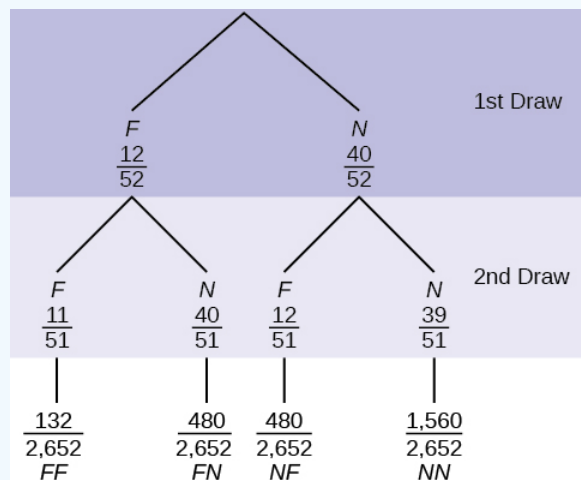 1st Draw
F N
12/52 40/52
2nd Draw
F N F N
11/51 40/51 12/51 39/51
132/2,652 480/2,652 480/2,652 1,560/2,652
FF FN NF NN